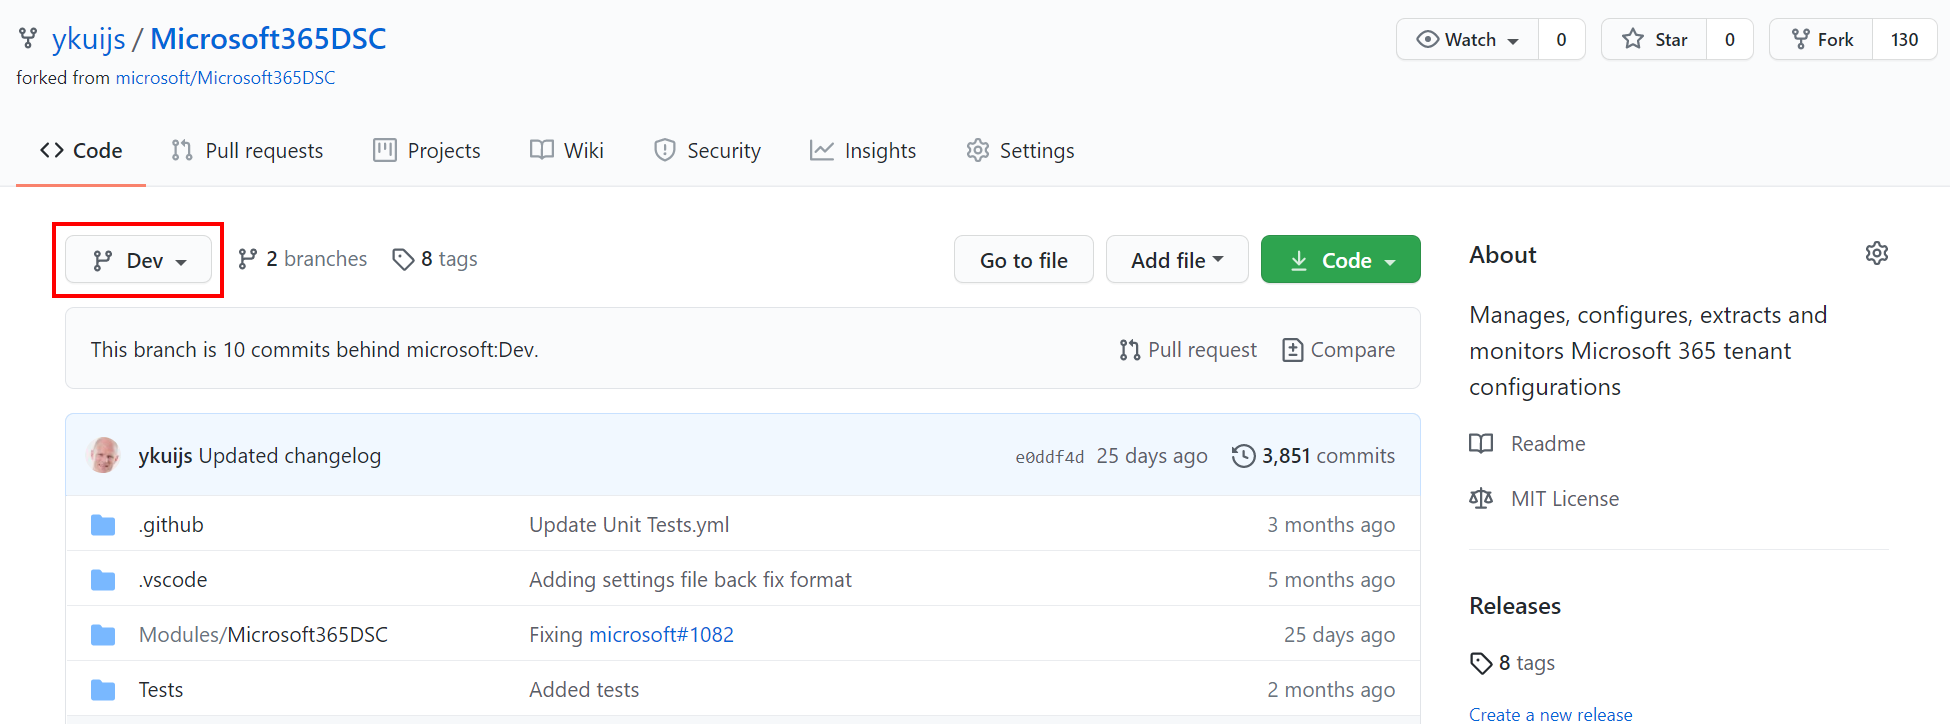 ykuijs / Microsoft365DSC
Watch 0
Star 0
Fork 130
forked from microsoft/Microsoft365DSC
Code
Pull requests
Projects
Wiki
Security
Insights
Settings
Dev
2 branches
8 tags
Go to file
Add file
Code
This branch is 10 commits behind microsoft:Dev.
Pull request
Compare
ykuijs Updated changelog
e0ddf4d 25 days ago
3,851 commits
.github Update Unit Tests.yml 3 months ago
.vscode Adding settings file back fix format 5 months ago
Modules/Microsoft365DSC Fixing microsoft#1082 25 days ago
Tests Added tests 2 months ago
About
Manages, configures, extracts and
monitors Microsoft 365 tenant
configurations
Readme
MIT License
Releases
8 tags
Create a new release